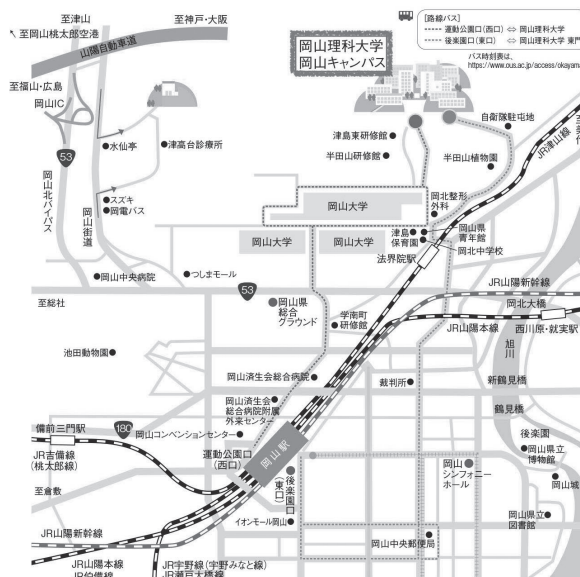 至津山
至神戸・大阪
至岡山桃太郎空港
山陽自動車道
至福山・広島
岡山IC
53
岡山北バイパス
岡山街道
水仙亭
津高台診療所
スズキ
岡電バス
岡山中央病院
つしまモール
岡山理科大学
岡山キャンパス
[路線バス]
運動公園口(西口) ⇔ 岡山理科大学
後楽園口(東口) ⇔ 岡山理科大学 東門
バス時刻表は、
https://www.ous.ac.jp/access/okayama
自衛隊駐屯地
津島東研修館
半田山研修館
半田山植物園
JR津山線
岡山大学
岡山大学
岡山大学
岡北整形
外科
津島
保育園
岡山県
青年館
岡北中学校
法界院駅
至総社
53
岡山県
総合
グラウンド
学南町
研修館
JR山陽新幹線
岡北大橋
JR山陽本線
西川原・就実駅
旭川
池田動物園
岡山済生会総合病院
岡山済生会
総合病院附属
外来センター
裁判所
新鶴見橋
鶴見橋
備前三門駅
180
岡山コンベンションセンター
JR吉備線
(桃太郎線)
運動公園口
(西口)
岡山駅
後楽園口
(東口)
後楽園
岡山県立
博物館
岡山
シンフォニー
ホール
岡山城
至倉敷
イオンモール岡山
岡山県立
図書館
JR山陽新幹線
岡山中央郵便局
JR山陽本線
JR伯備線
JR宇野線(宇野みなと線)
JR瀬戸大橋線